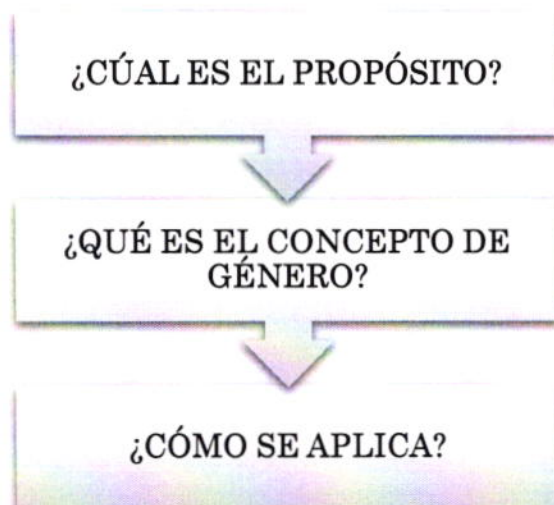 ¿CÚAL ES EL PROPÓSITO?
¿QUÉ ES EL CONCEPTO DE
GÉNERO?
¿CÓMO SE APLICA?